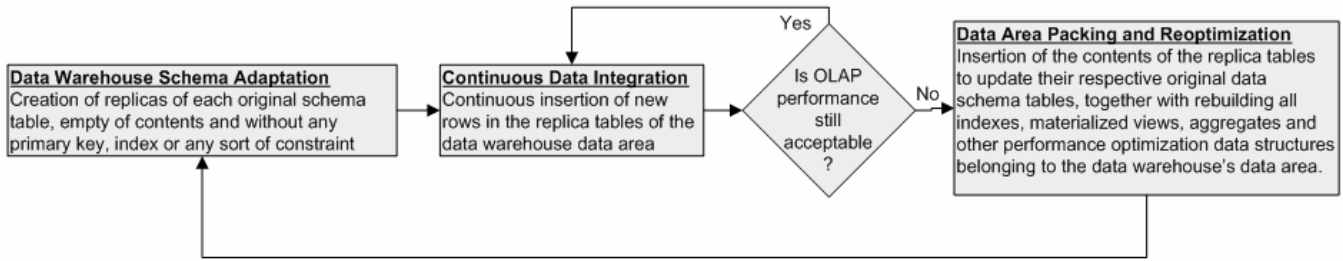 Data Warehouse Schema Adaptation
Creation of replicas of each original schema
table, empty of contents and without any
primary key, index or any sort of constraint
Continuous Data Integration
Continuous insertion of new
rows in the replica tables of the
data warehouse data area
Yes
Is OLAP
performance
still
acceptable
?
No
Data Area Packing and Reoptimization
Insertion of the contents of the replica tables
to update their respective original data
schema tables, together with rebuilding all
indexes, materialized views, aggregates and
other performance optimization data structures
belonging to the data warehouse’s data area.